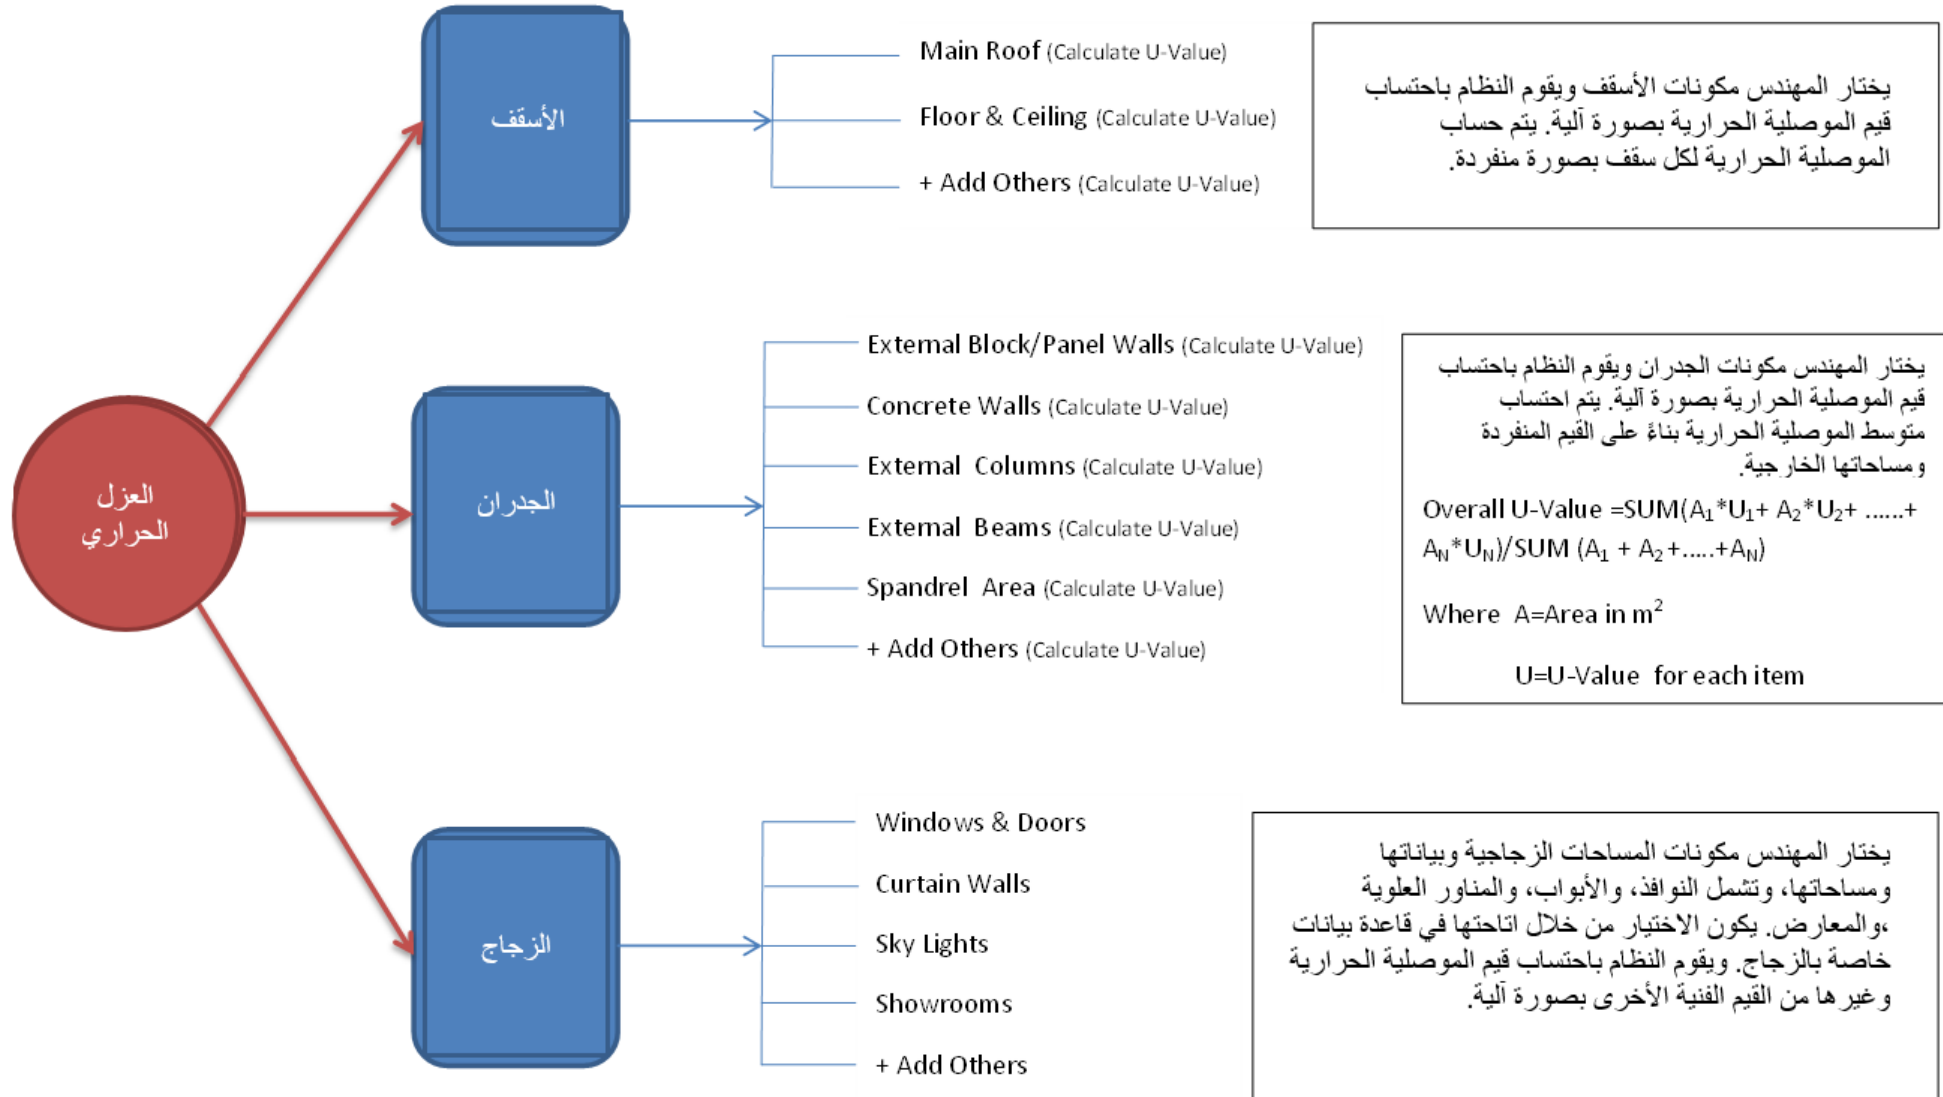 العزل
الحراري
الأسقف
Main Roof (Calculate U-Value)
Floor & Ceiling (Calculate U-Value)
+ Add Others (Calculate U-Value)
يختار المهندس مكونات الأسقف ويقوم النظام باحتساب
قيم الموصلية الحرارية بصورة آلية. يتم حساب
الموصلية الحرارية لكل سقف بصورة منفردة.
الجدران
External Block/Panel Walls (Calculate U-Value)
Concrete Walls (Calculate U-Value)
External Columns (Calculate U-Value)
External Beams (Calculate U-Value)
Spandrel Area (Calculate U-Value)
+ Add Others (Calculate U-Value)
يختار المهندس مكونات الجدران ويقوم النظام باحتساب
قيم الموصلية الحرارية بصورة آلية. يتم احتساب
متوسط الموصلية الحرارية بناءً على القيم المنفردة
ومساحاتها الخارجية.
Overall U-Value =SUM(A₁*U₁+ A₂*U₂+ ......+
A_N*U_N)/SUM (A₁ + A₂+.....+A_N)
Where A=Area in m²
U=U-Value for each item
الزجاج
Windows & Doors
Curtain Walls
Sky Lights
Showrooms
+ Add Others
يختار المهندس مكونات المساحات الزجاجية وبياناتها
ومساحاتها، وتشمل النوافذ، والأبواب، والمناور العلوية
،والمعارض. يكون الاختيار من خلال اتاحتها في قاعدة بيانات
خاصة بالزجاج. ويقوم النظام باحتساب قيم الموصلية الحرارية
وغيرها من القيم الفنية الأخرى بصورة آلية.